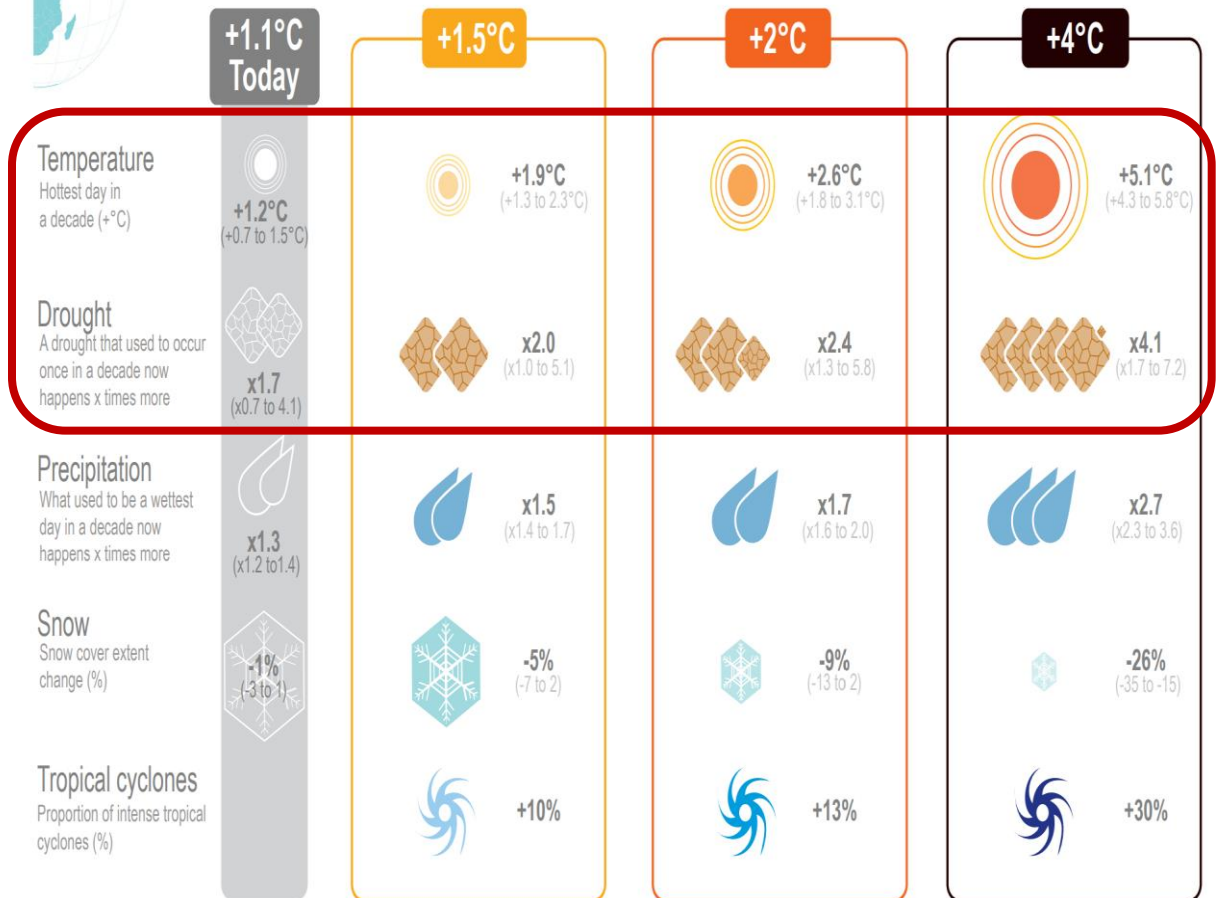 +1.1°C
Today
+1.5°C
+2°C
+4°C
Temperature
Hottest day in
a decade (+°C)
+1.2°C
(+0.7 to 1.5°C)
+1.9°C
(+1.3 to 2.3°C)
+2.6°C
(+1.8 to 3.1°C)
+5.1°C
(+4.3 to 5.8°C)
Drought
A drought that used to occur
once in a decade now
happens x times more
x1.7
(x0.7 to 4.1)
x2.0
(x1.0 to 5.1)
x2.4
(x1.3 to 5.8)
x4.1
(x1.7 to 7.2)
Precipitation
What used to be a wettest
day in a decade now
happens x times more
x1.3
(x1.2 to1.4)
x1.5
(x1.4 to 1.7)
x1.7
(x1.6 to 2.0)
x2.7
(x2.3 to 3.6)
Snow
Snow cover extent
change (%)
-1%
(-3 to 1)
-5%
(-7 to 2)
-9%
(-13 to 2)
-26%
(-35 to -15)
Tropical cyclones
Proportion of intense tropical
cyclones (%)
+10%
+13%
+30%